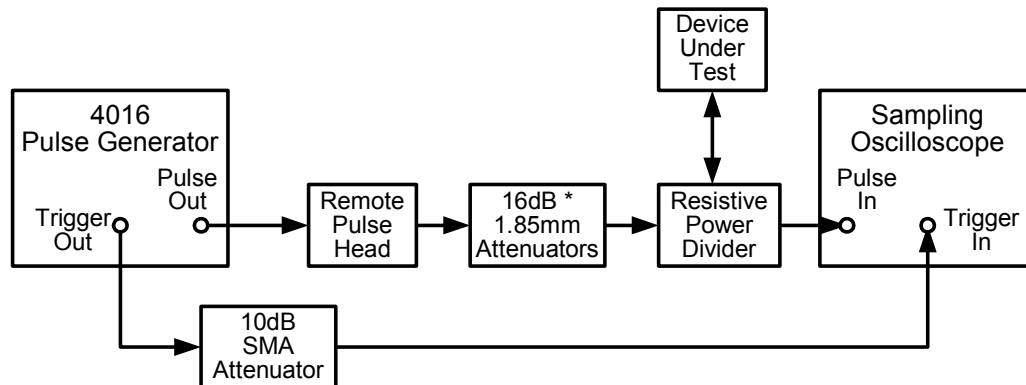 Device
Under
Test
4016
Pulse Generator
Pulse
Out
Trigger
Out
Remote
Pulse
Head
16dB *
1.85mm
Attenuators
Resistive
Power
Divider
Sampling
Oscilloscope
Pulse
In
Trigger
In
10dB
SMA
Attenuator